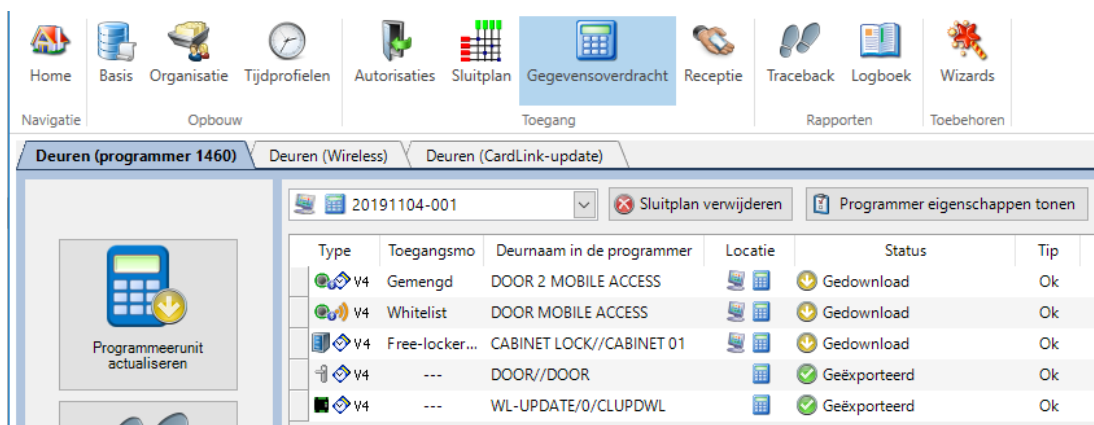 Home Basis Organisatie Tijdprofielen Autorisaties Sluitplan Gegevensoverdracht Receptie Traceback Logboek Wizards
Navigatie Opbouw Toegang Rapporten Toebehoren
Deuren (programmer 1460) Deuren (Wireless) Deuren (CardLink-update)
20191104-001 Sluitplan verwijderen Programmer eigenschappen tonen
Type Toegangsmo Deurnaam in de programmer Locatie Status Tip
V4 Gemengd DOOR 2 MOBILE ACCESS Gedownload Ok
V4 Whitelist DOOR MOBILE ACCESS Gedownload Ok
V4 Free-locker... CABINET LOCK//CABINET 01 Gedownload Ok
V4 --- DOOR//DOOR Geëxporteerd Ok
V4 --- WL-UPDATE/0/CLUPDWL Geëxporteerd Ok
Programmeerunit
actualiseren